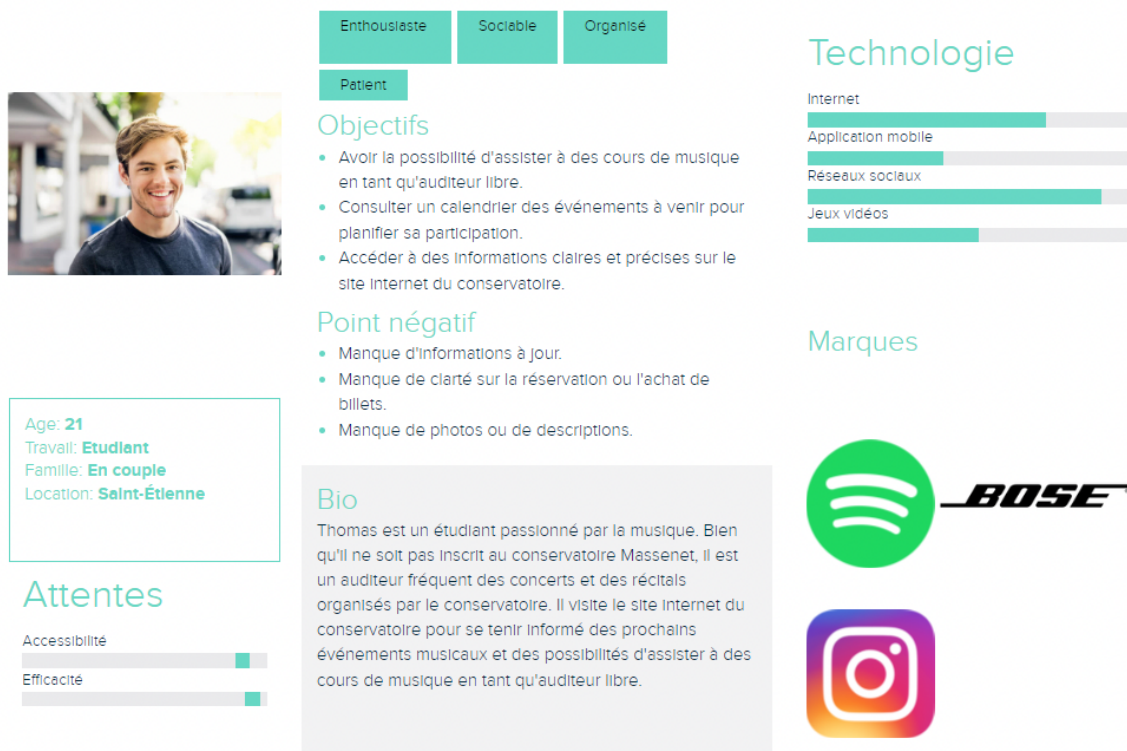 Enthousiaste
Sociable
Organisé
Patient
Objectifs
Avoir la possibilité d'assister à des cours de musique
en tant qu'auditeur libre.
Consulter un calendrier des événements à venir pour
planifier sa participation.
Accéder à des informations claires et précises sur le
site internet du conservatoire.
Point négatif
Manque d'informations à jour.
Manque de clarté sur la réservation ou l'achat de
billets.
Manque de photos ou de descriptions.
Age: 21
Travail: Etudiant
Famille: En couple
Location: Saint-Étienne
Attentes
Accessibilité
Efficacité
Bio
Thomas est un étudiant passionné par la musique. Bien
qu'il ne soit pas inscrit au conservatoire Massenet, il est
un auditeur fréquent des concerts et des récitals
organisés par le conservatoire. Il visite le site internet du
conservatoire pour se tenir informé des prochains
événements musicaux et des possibilités d'assister à des
cours de musique en tant qu'auditeur libre.
Technologie
Internet
Application mobile
Réseaux sociaux
Jeux vidéos
Marques
BOSE